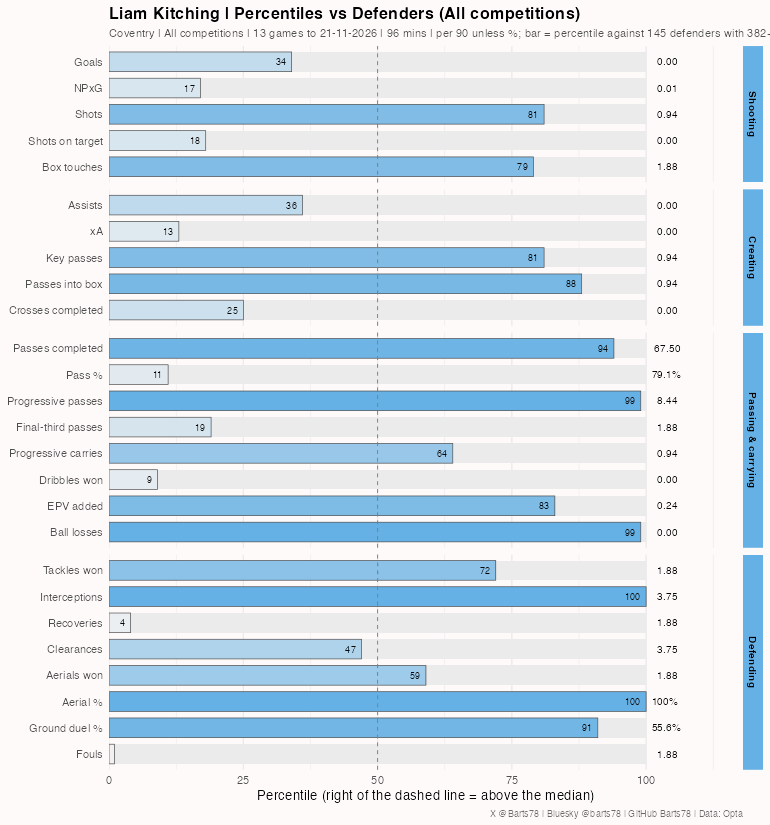 Liam Kitching | Percentiles vs Defenders (All competitions)
Coventry | All competitions | 13 games to 21-11-2026 | 96 mins | per 90 unless %; bar = percentile against 145 defenders with 382-
Goals 34 0.00
NPxG 17 0.01
Shots 81 0.94
Shots on target 18 0.00
Box touches 79 1.88
Shooting
Assists 36 0.00
xA 13 0.00
Key passes 81 0.94
Passes into box 88 0.94
Crosses completed 25 0.00
Creating
Passes completed 94 67.50
Pass % 11 79.1%
Progressive passes 99 8.44
Final-third passes 19 1.88
Progressive carries 64 0.94
Dribbles won 9 0.00
EPV added 83 0.24
Ball losses 99 0.00
Passing & carrying
Tackles won 72 1.88
Interceptions 100 3.75
Recoveries 4 1.88
Clearances 47 3.75
Aerials won 59 1.88
Aerial % 100 100%
Ground duel % 91 55.6%
Fouls 1.88
Defending
0 25 50 75 100
Percentile (right of the dashed line = above the median)
X @Barts78 | Bluesky @barts78 | GitHub Barts78 | Data: Opta